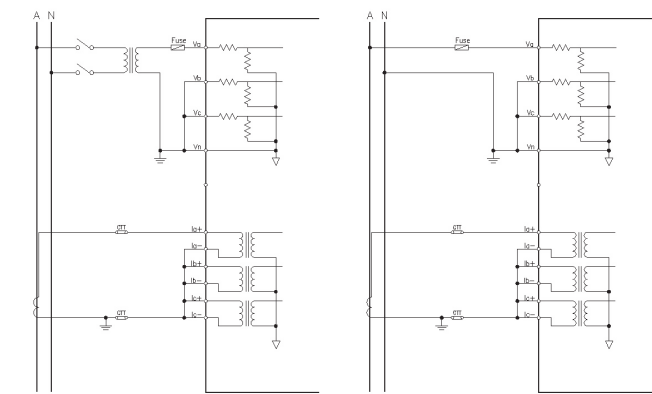 A N
Fuse
Va
Vb
Vc
Vn
CTT
Ia+
Ia−
Ib+
Ib−
Ic+
CTT
Ic−
A N
Fuse
Va
Vb
Vc
Vn
CTT
Ia+
Ia−
Ib+
Ib−
Ic+
CTT
Ic−